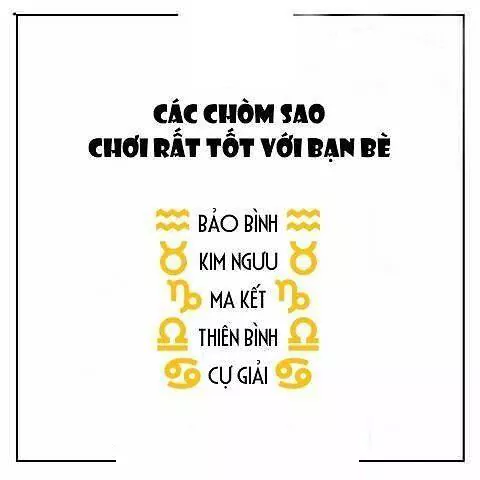 CÁC CHÒM SAO
CHƠI RẤT TỐT VỚI BẠN BÈ
♒ BẢO BÌNH ♒
♉ KIM NGƯU ♉
♑ MA KẾT ♑
♎ THIÊN BÌNH ♎
♋ CỰ GIẢI ♋